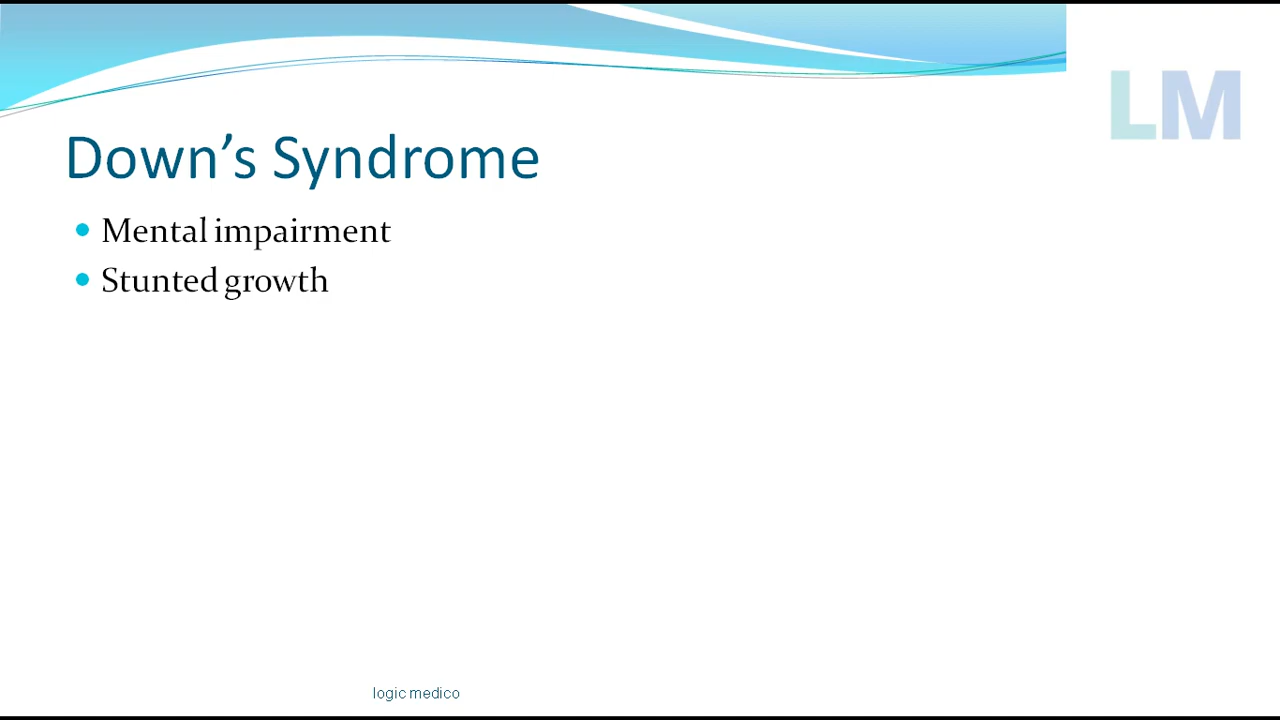 LM
Down’s Syndrome
Mental impairment
Stunted growth
logic medico